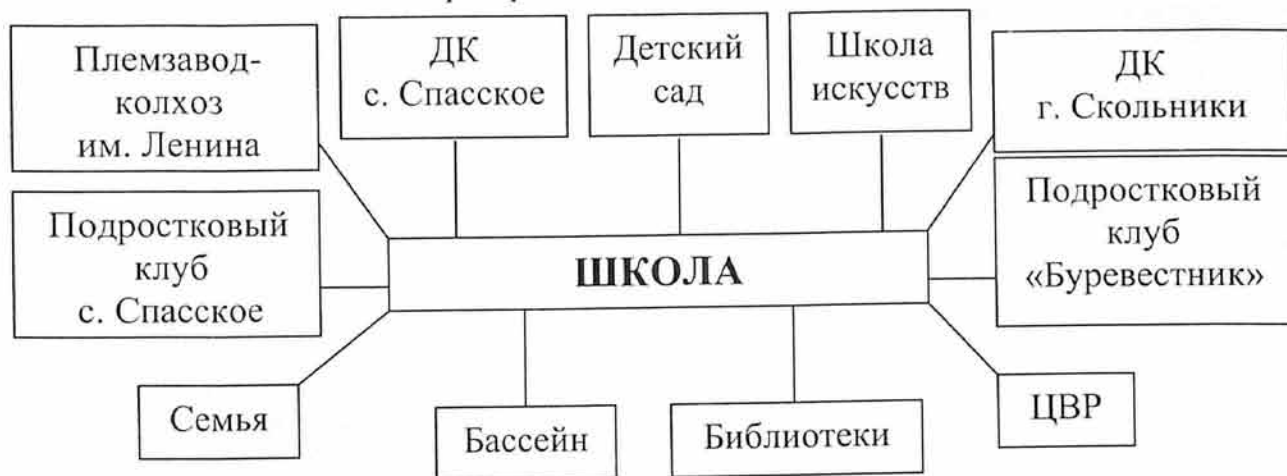 Племзавод-
колхоз
им. Ленина
ДК
с. Спасское
Детский
сад
Школа
искусств
ДК
г. Скольники
Подростковый
клуб
с. Спасское
ШКОЛА
Подростковый
клуб
«Буревестник»
Семья
Бассейн
Библиотеки
ЦВР